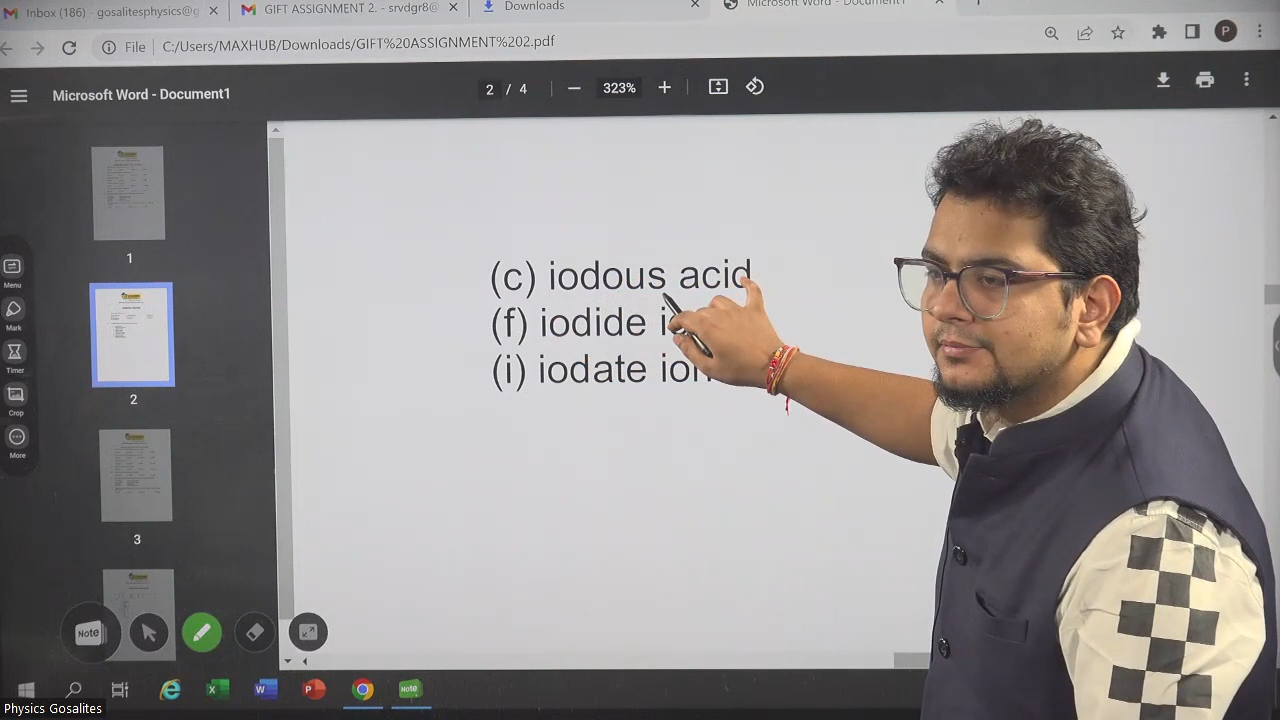 Inbox (186) - gosalitesphysics@g
GIFT ASSIGNMENT 2. - srvdgr8@
Downloads
Microsoft Word - Document1
File
C:/Users/MAXHUB/Downloads/GIFT%20ASSIGNMENT%202.pdf
P
Microsoft Word - Document1
2 / 4
323%
(c) iodous acid
(f) iodide i
(i) iodate ion
1
2
3
Menu
Mark
Timer
Crop
More
Note
Note
Physics Gosalites